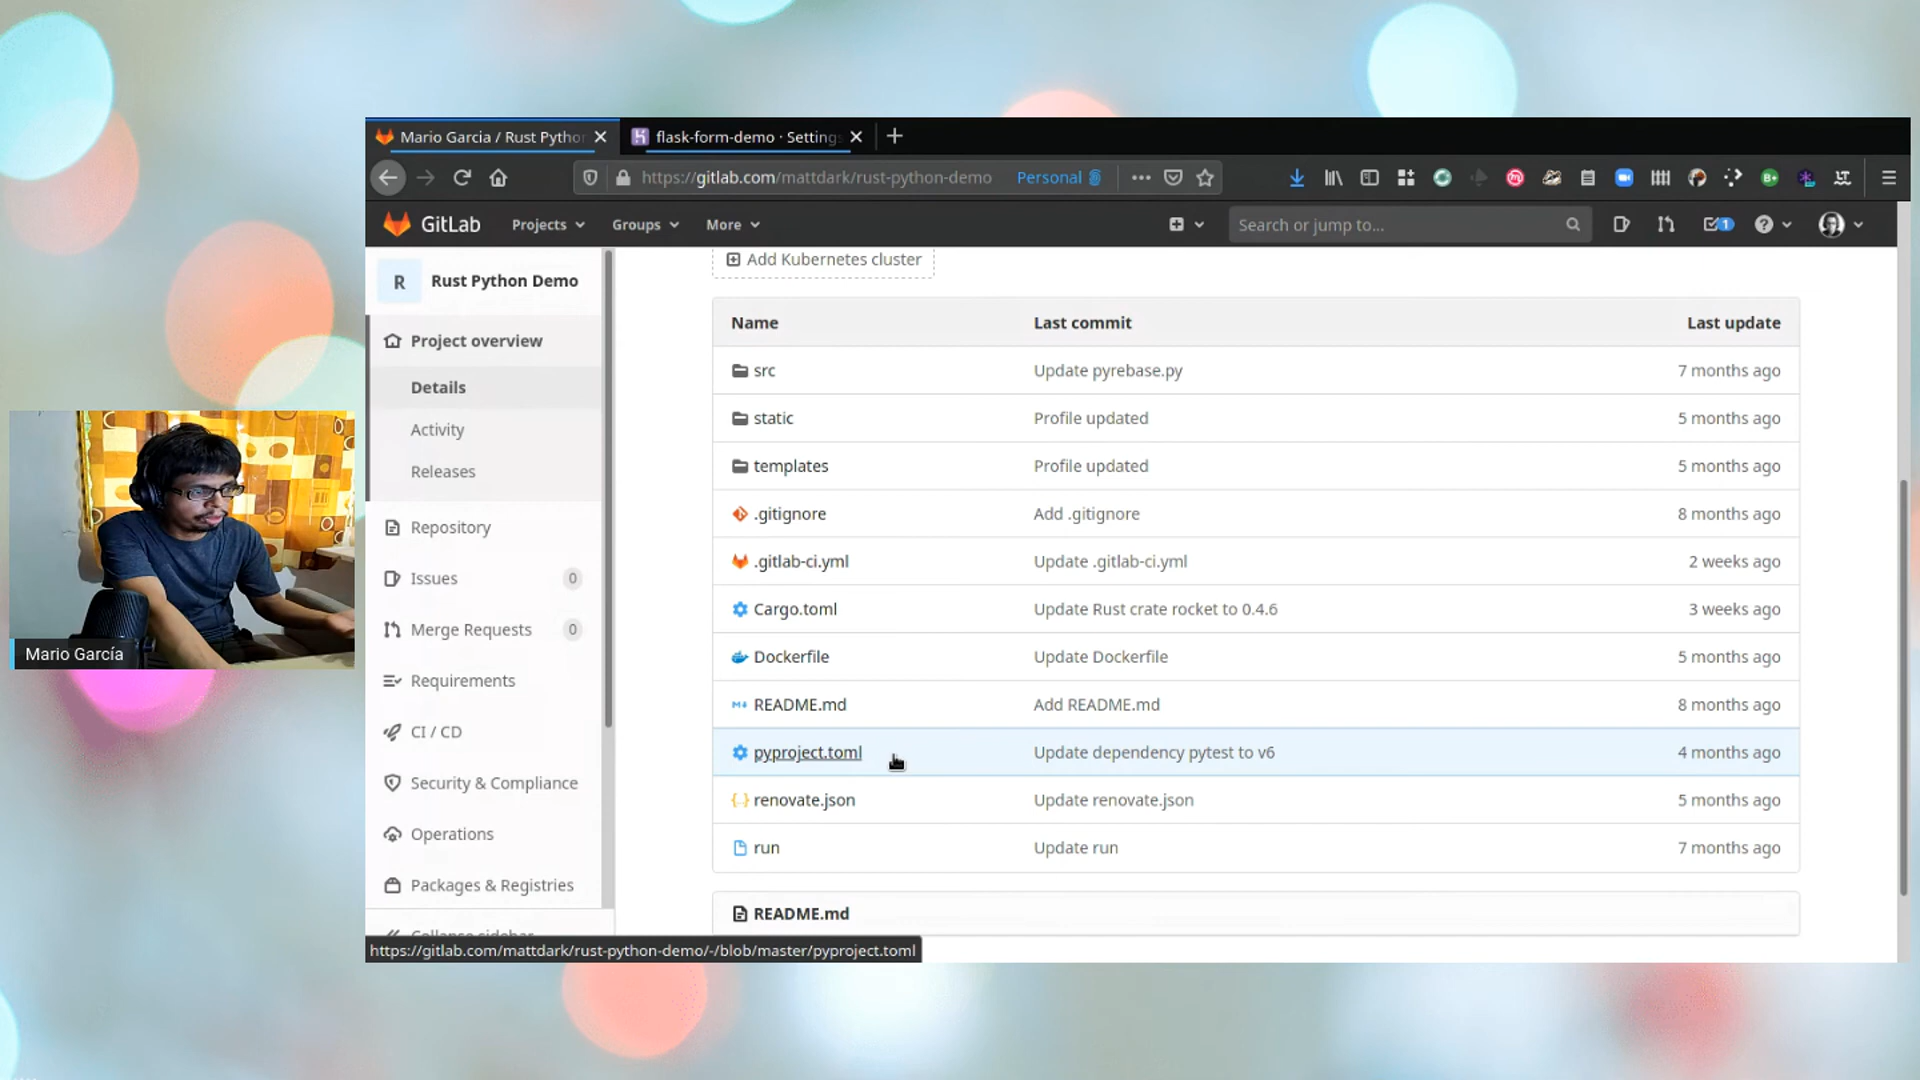 Mario Garcia / Rust Pytho
flask-form-demo · Setting
https://gitlab.com/mattdark/rust-python-demo
Personal
GitLab
Projects
Groups
More
Search or jump to...
1
R
Rust Python Demo
Project overview
Details
Activity
Releases
Repository
Issues
0
Merge Requests
0
Requirements
CI / CD
Security & Compliance
Operations
Packages & Registries
Collapse sidebar
Add Kubernetes cluster
Name Last commit Last update
src Update pyrebase.py 7 months ago
static Profile updated 5 months ago
templates Profile updated 5 months ago
.gitignore Add .gitignore 8 months ago
.gitlab-ci.yml Update .gitlab-ci.yml 2 weeks ago
Cargo.toml Update Rust crate rocket to 0.4.6 3 weeks ago
Dockerfile Update Dockerfile 5 months ago
README.md Add README.md 8 months ago
pyproject.toml Update dependency pytest to v6 4 months ago
renovate.json Update renovate.json 5 months ago
run Update run 7 months ago
README.md
https://gitlab.com/mattdark/rust-python-demo/-/blob/master/pyproject.toml
Mario García